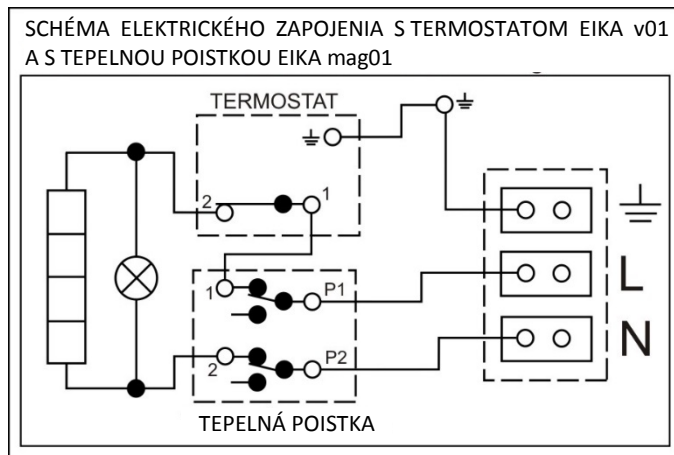 SCHÉMA ELEKTRICKÉHO ZAPOJENIA S TERMOSTATOM EIKA v01
A S TEPELNOU POISTKOU EIKA mag01
TERMOSTAT
2
1
1
P1
L
2
P2
N
TEPELNÁ POISTKA